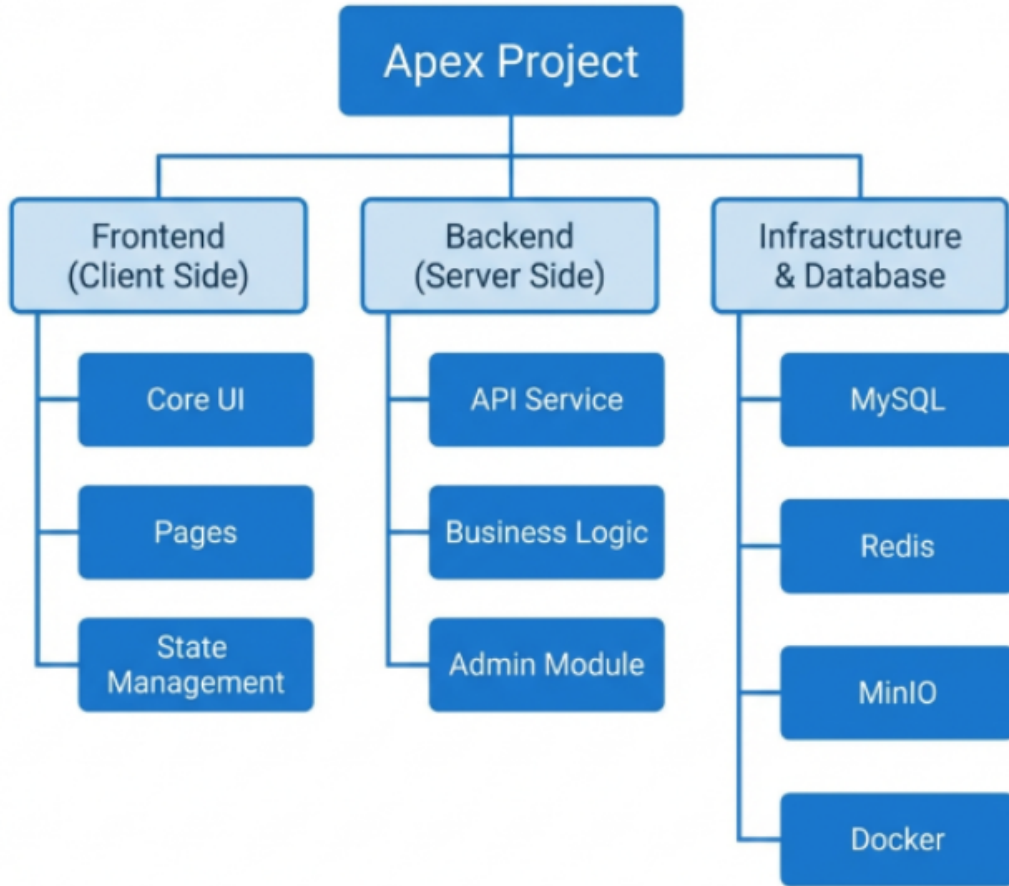 Apex Project
Frontend
(Client Side)
Core UI
Pages
State
Management
Backend
(Server Side)
API Service
Business Logic
Admin Module
Infrastructure
& Database
MySQL
Redis
MinIO
Docker